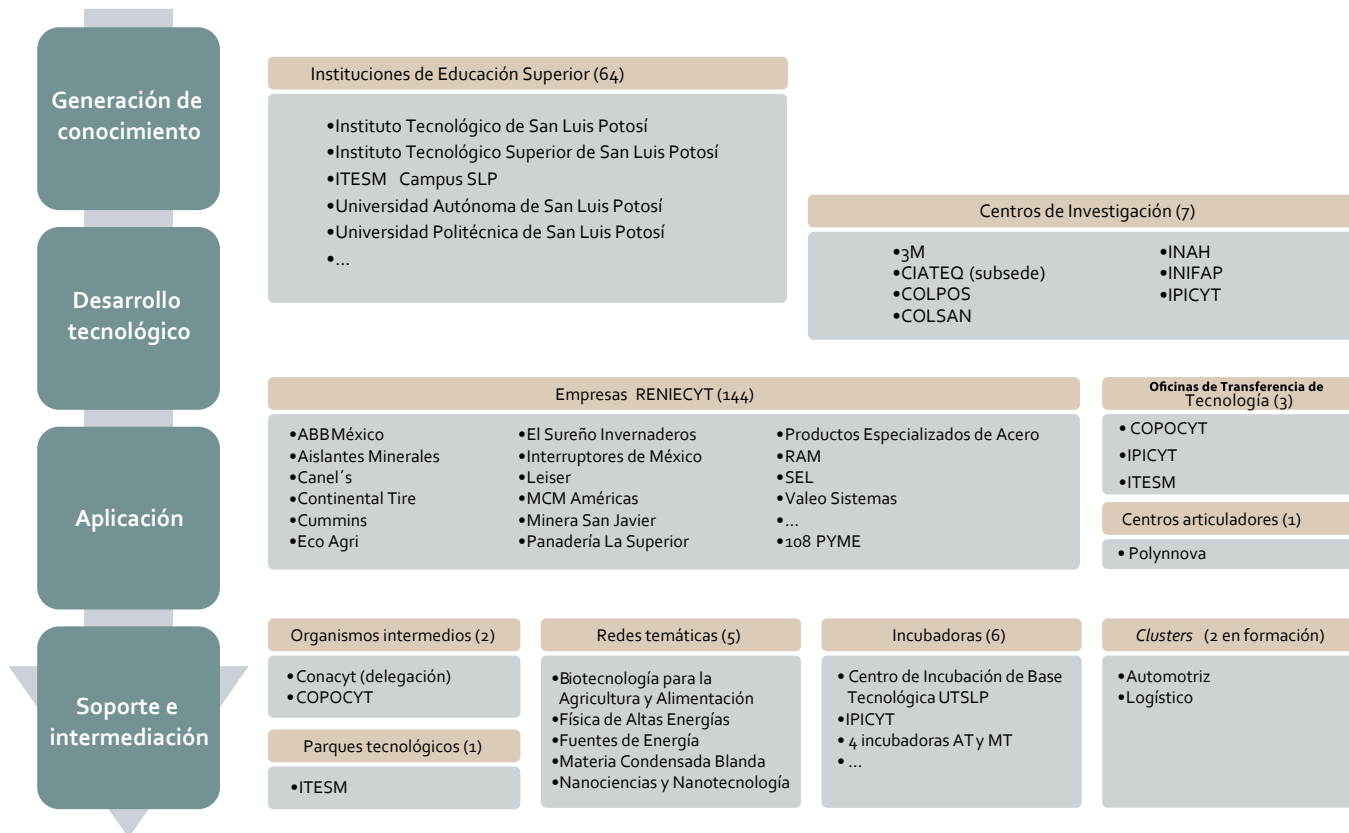 Generación de
conocimiento
Desarrollo
tecnológico
Aplicación
Soporte e
intermediación
Instituciones de Educación Superior (64)
•Instituto Tecnológico de San Luis Potosí
•Instituto Tecnológico Superior de San Luis Potosí
•ITESM Campus SLP
•Universidad Autónoma de San Luis Potosí
•Universidad Politécnica de San Luis Potosí
•...
Centros de Investigación (7)
•3M
•CIATEQ (subsede)
•COLPOS
•COLSAN
•INAH
•INIFAP
•IPICYT
Empresas RENIECYT (144)
•ABB México
•Aislantes Minerales
•Canel´s
•Continental Tire
•Cummins
•Eco Agri
•El Sureño Invernaderos
•Interruptores de México
•Leiser
•MCM Américas
•Minera San Javier
•Panadería La Superior
•Productos Especializados de Acero
•RAM
•SEL
•Valeo Sistemas
•...
•108 PYME
Oficinas de Transferencia de
Tecnología (3)
• COPOCYT
•IPICYT
•ITESM
Centros articuladores (1)
• Polynnova
Organismos intermedios (2)
•Conacyt (delegación)
•COPOCYT
Parques tecnológicos (1)
•ITESM
Redes temáticas (5)
•Biotecnología para la
Agricultura y Alimentación
•Física de Altas Energías
•Fuentes de Energía
•Materia Condensada Blanda
•Nanociencias y Nanotecnología
Incubadoras (6)
• Centro de Incubación de Base
Tecnológica UTSLP
•IPICYT
• 4 incubadoras AT y MT
• ...
Clusters (2 en formación)
•Automotriz
•Logístico